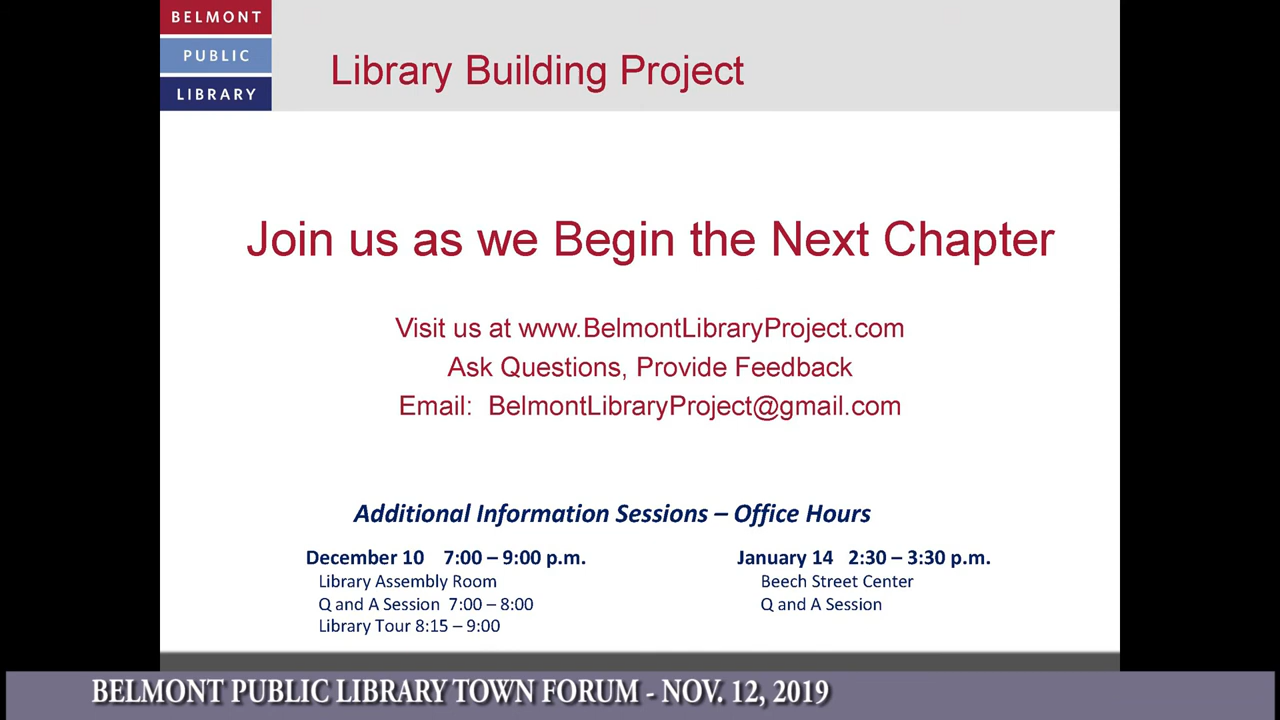 BELMONT
PUBLIC
LIBRARY
Library Building Project
Join us as we Begin the Next Chapter
Visit us at www.BelmontLibraryProject.com
Ask Questions, Provide Feedback
Email: BelmontLibraryProject@gmail.com
Additional Information Sessions – Office Hours
December 10 7:00 – 9:00 p.m.
Library Assembly Room
Q and A Session 7:00 – 8:00
Library Tour 8:15 – 9:00
January 14 2:30 – 3:30 p.m.
Beech Street Center
Q and A Session
BELMONT PUBLIC LIBRARY TOWN FORUM - NOV. 12, 2019